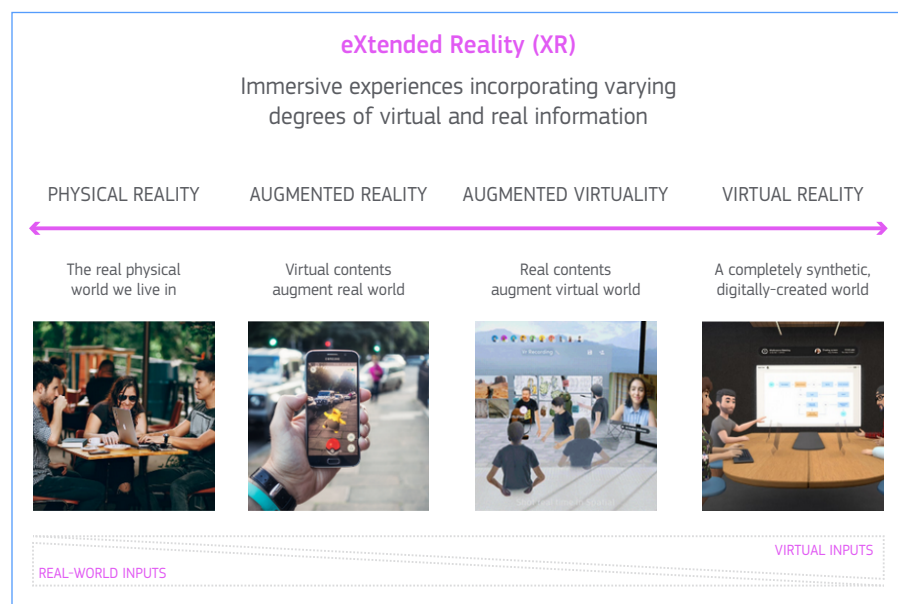 eXtended Reality (XR)
Immersive experiences incorporating varying
degrees of virtual and real information
PHYSICAL REALITY
AUGMENTED REALITY
AUGMENTED VIRTUALITY
VIRTUAL REALITY
The real physical
world we live in
Virtual contents
augment real world
Real contents
augment virtual world
A completely synthetic,
digitally-created world
SAMSUNG
Recording
VIRTUAL INPUTS
REAL-WORLD INPUTS